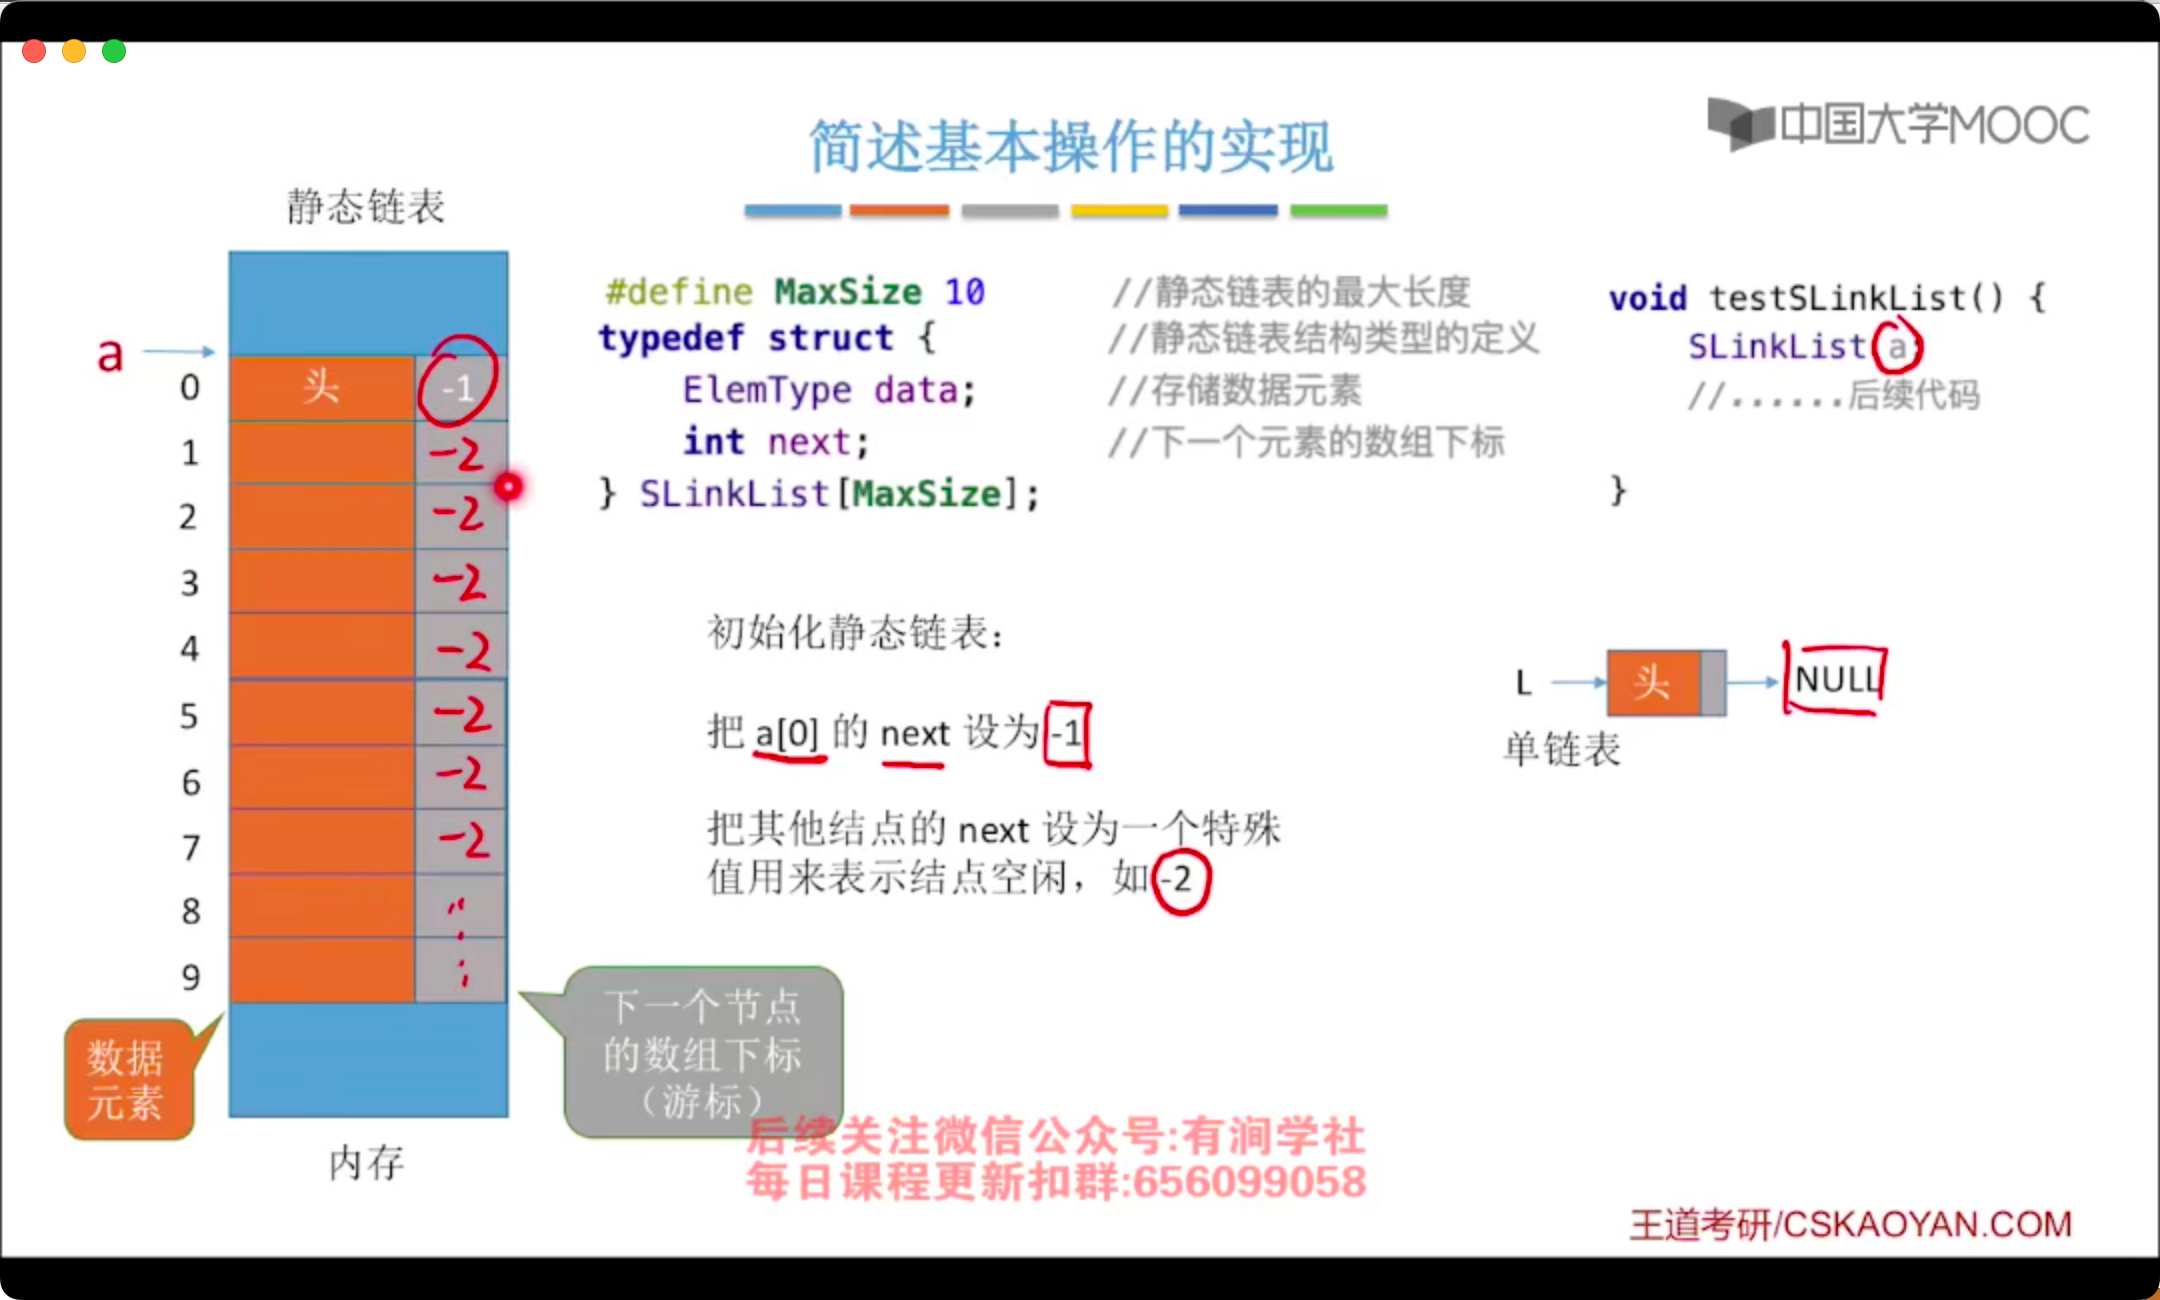 简述基本操作的实现
中国大学MOOC
静态链表
a
0 头 -1
1 -2
2 -2
3 -2
4 -2
5 -2
6 -2
7 -2
8
9
数据
元素
内存
下一个节点
的数组下标
（游标）
#define MaxSize 10 //静态链表的最大长度
typedef struct { //静态链表结构类型的定义
ElemType data; //存储数据元素
int next; //下一个元素的数组下标
} SLinkList[MaxSize];
void testSLinkList() {
SLinkList a;
//......后续代码
}
初始化静态链表：
把 a[0] 的 next 设为 -1
把其他结点的 next 设为一个特殊
值用来表示结点空闲，如 -2
L 头 NULL
单链表
后续关注微信公众号:有涧学社
每日课程更新扣群:656099058
王道考研/CSKAOYAN.COM